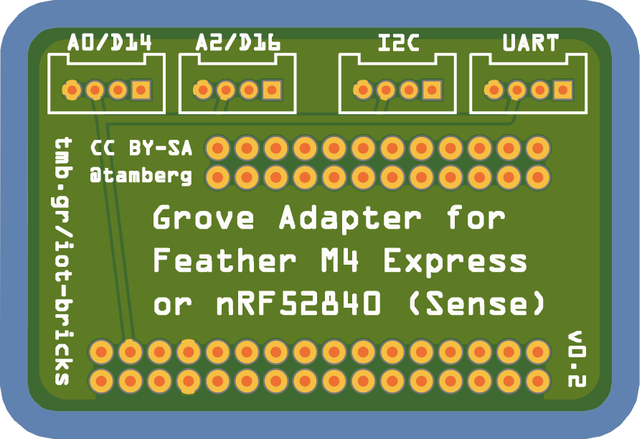 A0/D14
A2/D16
I2C
UART
CC BY-SA
@tamberg
tmb.gr/iot-bricks
Grove Adapter for
Feather M4 Express
or nRF52840 (Sense)
v0.2